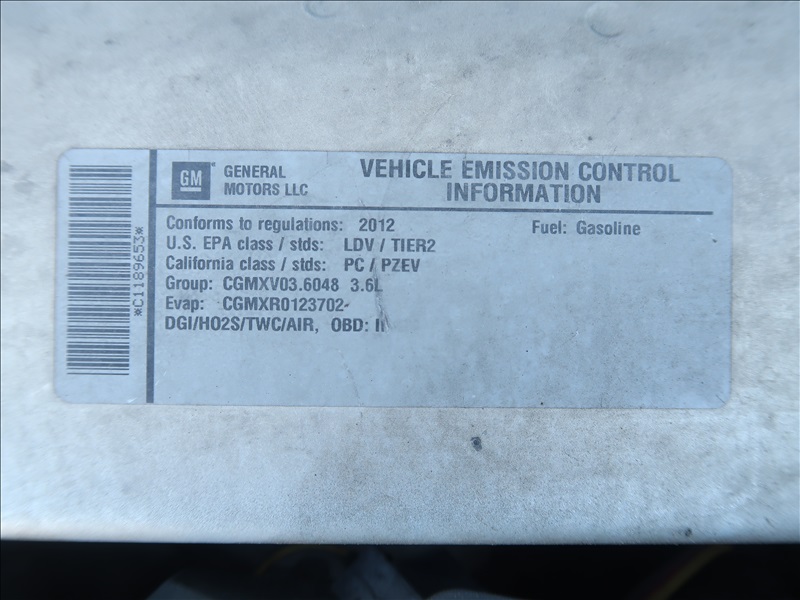 GM
GENERAL
MOTORS LLC
VEHICLE EMISSION CONTROL
INFORMATION
Conforms to regulations: 2012
Fuel: Gasoline
U.S. EPA class / stds: LDV / TIER2
California class / stds: PC / PZEV
Group: CGMXV03.6048 3.6L
Evap: CGMXR0123702
DGI/HO2S/TWC/AIR, OBD: II
*C1189653*